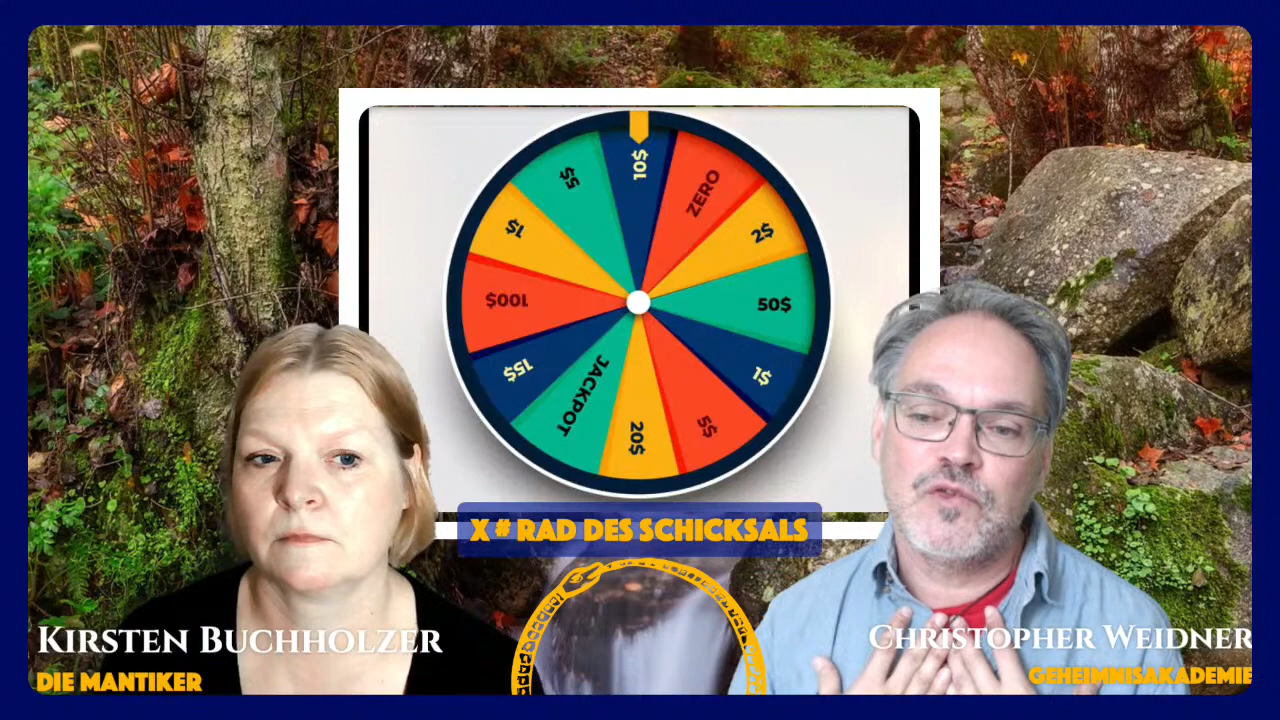 10$
ZERO
2$
50$
1$
5$
20$
JACKPOT
15$
100$
1$
5$
X # RAD DES SCHICKSALS
KIRSTEN BUCHHOLZER
DIE MANTIKER
CHRISTOPHER WEIDNER
GEHEIMNISAKADEMIE